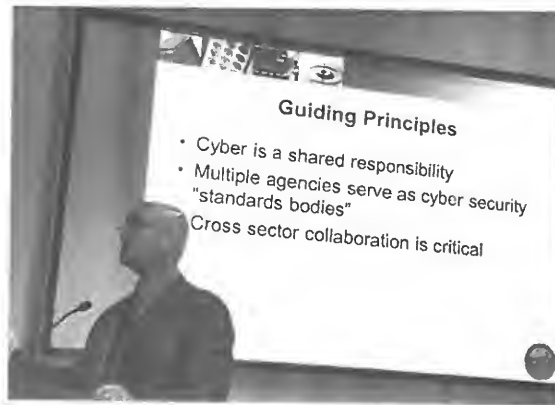 Guiding Principles
• Cyber is a shared responsibility
• Multiple agencies serve as cyber security
"standards bodies"
Cross sector collaboration is critical